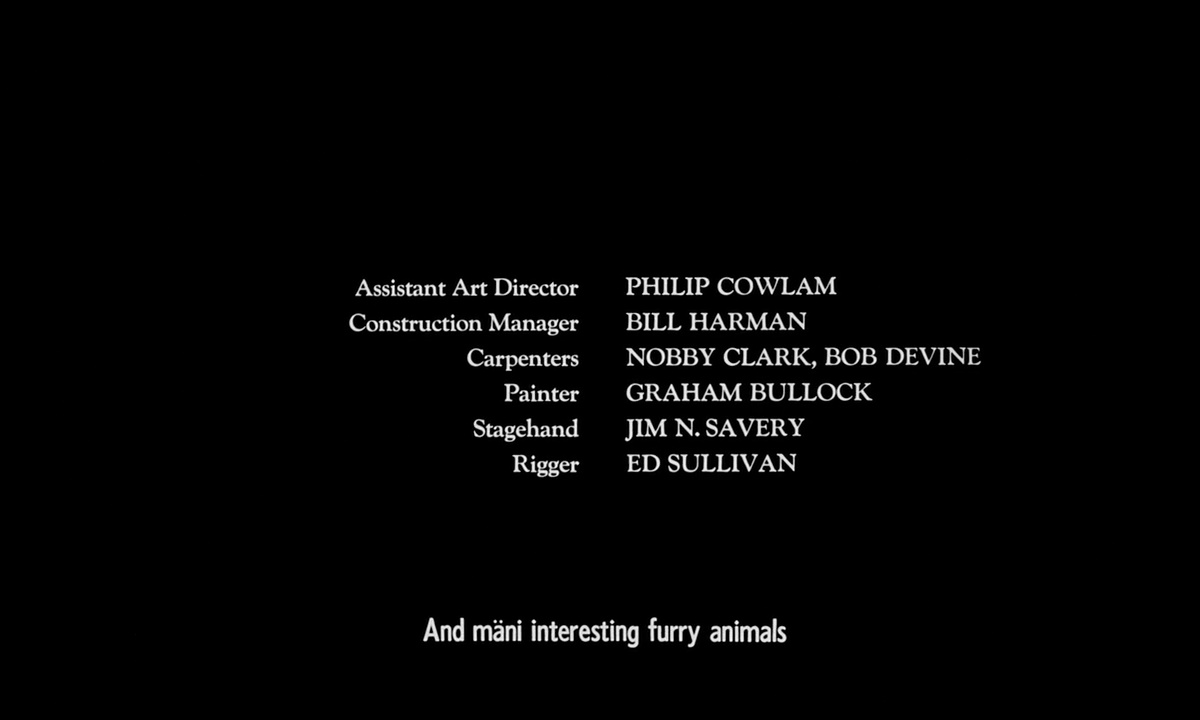 Assistant Art Director PHILIP COWLAM
Construction Manager BILL HARMAN
Carpenters NOBBY CLARK, BOB DEVINE
Painter GRAHAM BULLOCK
Stagehand JIM N. SAVERY
Rigger ED SULLIVAN
And mäni interesting furry animals